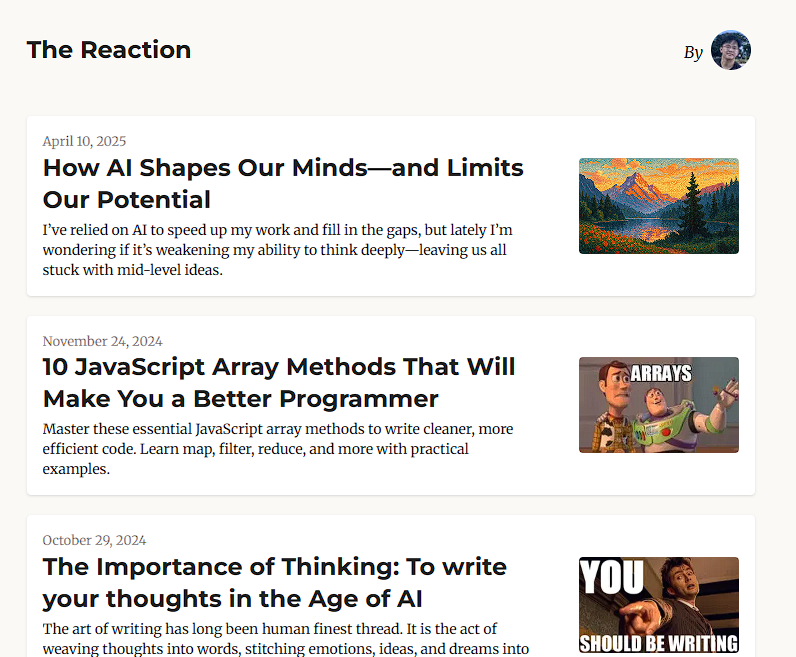 The Reaction
By
April 10, 2025
How AI Shapes Our Minds—and Limits
Our Potential
I’ve relied on AI to speed up my work and fill in the gaps, but lately I’m
wondering if it’s weakening my ability to think deeply—leaving us all
stuck with mid-level ideas.
November 24, 2024
10 JavaScript Array Methods That Will
Make You a Better Programmer
Master these essential JavaScript array methods to write cleaner, more
efficient code. Learn map, filter, reduce, and more with practical
examples.
ARRAYS
October 29, 2024
The Importance of Thinking: To write
your thoughts in the Age of AI
The art of writing has long been human finest thread. It is the act of
weaving thoughts into words, stitching emotions, ideas, and dreams into
YOU
SHOULD BE WRITING